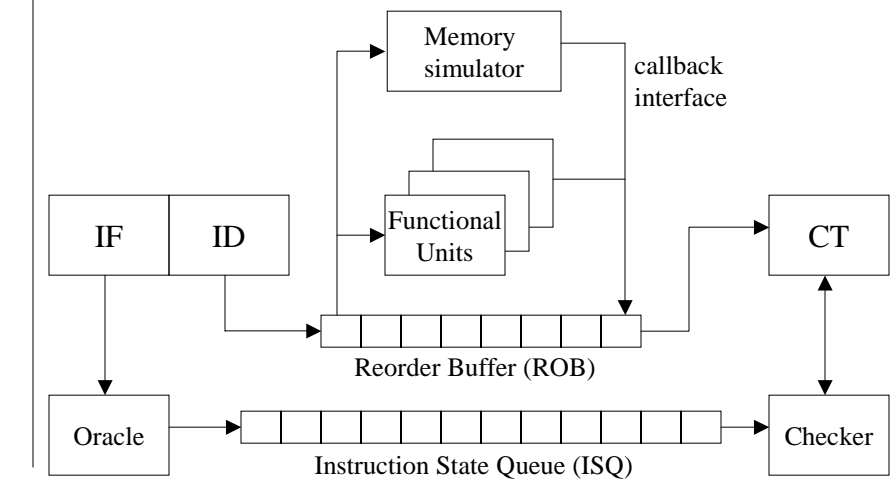 Memory
simulator
callback
interface
IF
ID
Functional
Units
CT
Reorder Buffer (ROB)
Oracle
Checker
Instruction State Queue (ISQ)